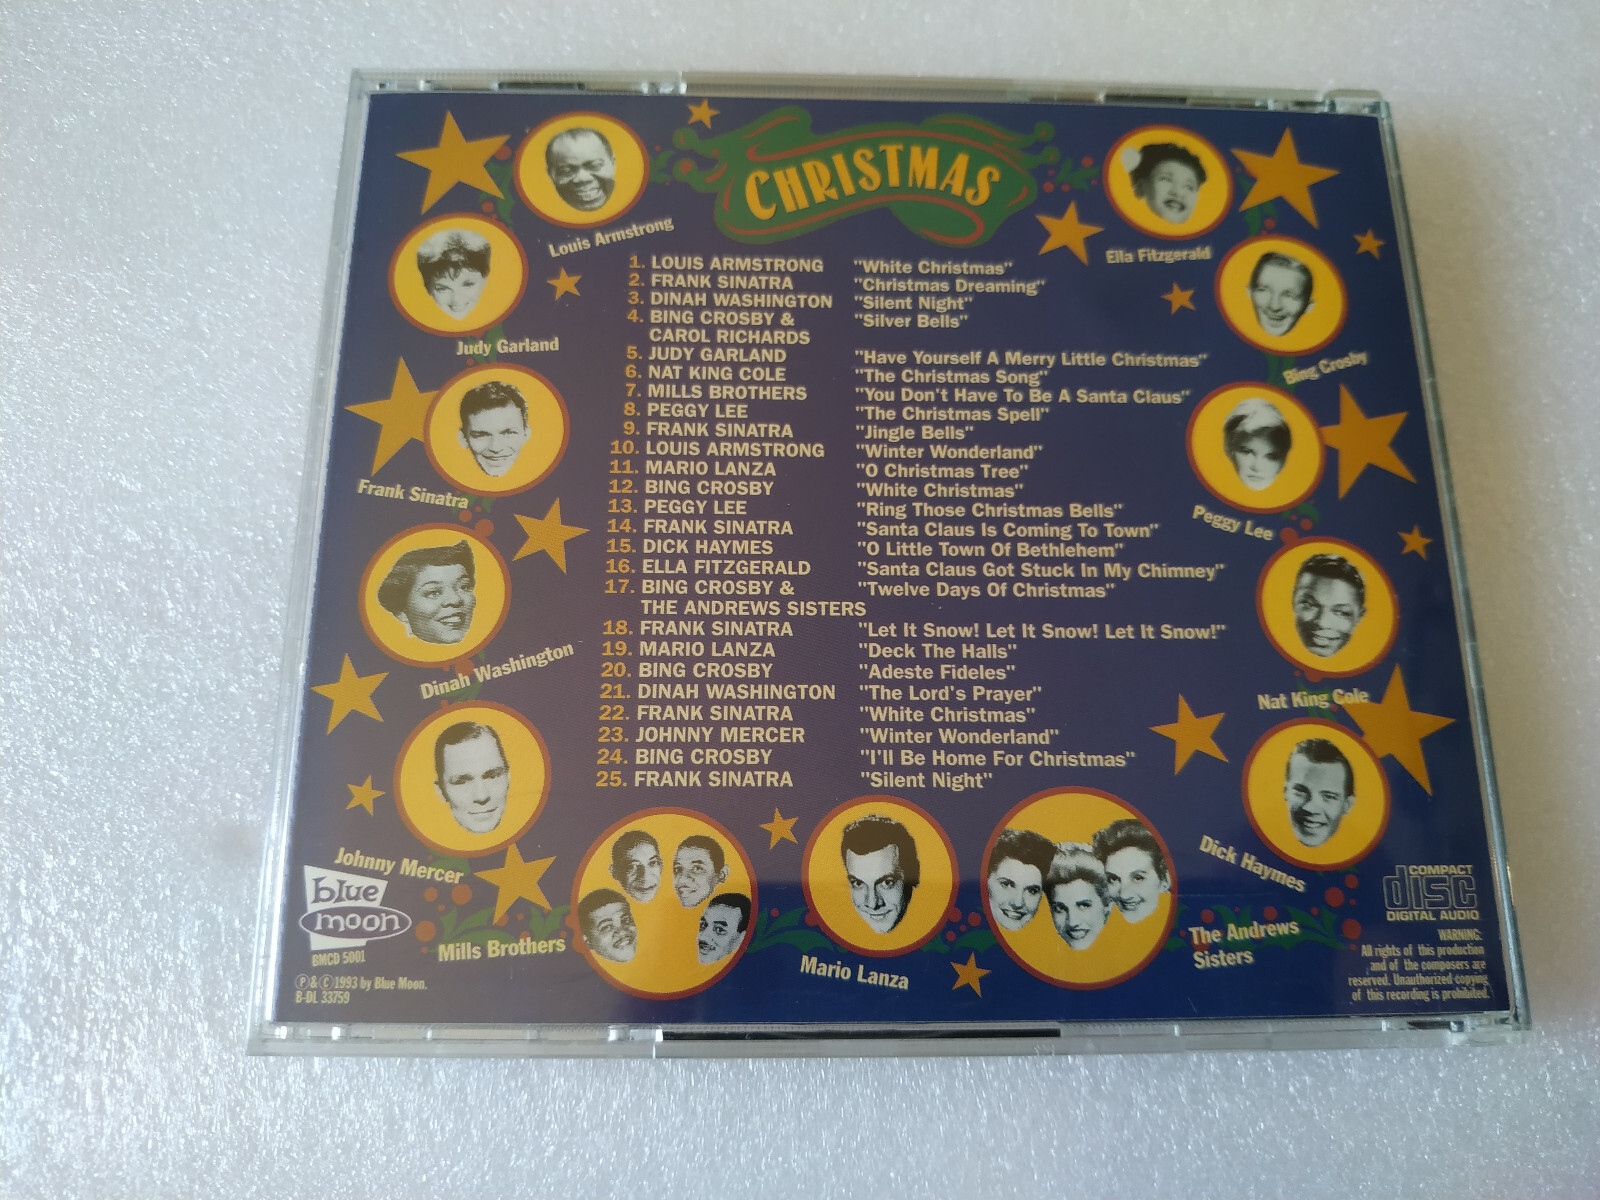 CHRISTMAS
Louis Armstrong
Ella Fitzgerald
Judy Garland
Bing Crosby
Frank Sinatra
Peggy Lee
Dinah Washington
Nat King Cole
Johnny Mercer
Dick Haymes
Mills Brothers
Mario Lanza
The Andrews
Sisters
1. LOUIS ARMSTRONG "White Christmas"
2. FRANK SINATRA "Christmas Dreaming"
3. DINAH WASHINGTON "Silent Night"
4. BING CROSBY & "Silver Bells"
CAROL RICHARDS
5. JUDY GARLAND "Have Yourself A Merry Little Christmas"
6. NAT KING COLE "The Christmas Song"
7. MILLS BROTHERS "You Don't Have To Be A Santa Claus"
8. PEGGY LEE "The Christmas Spell"
9. FRANK SINATRA "Jingle Bells"
10. LOUIS ARMSTRONG "Winter Wonderland"
11. MARIO LANZA "O Christmas Tree"
12. BING CROSBY "White Christmas"
13. PEGGY LEE "Ring Those Christmas Bells"
14. FRANK SINATRA "Santa Claus Is Coming To Town"
15. DICK HAYMES "O Little Town Of Bethlehem"
16. ELLA FITZGERALD "Santa Claus Got Stuck In My Chimney"
17. BING CROSBY & "Twelve Days Of Christmas"
THE ANDREWS SISTERS
18. FRANK SINATRA "Let It Snow! Let It Snow! Let It Snow!"
19. MARIO LANZA "Deck The Halls"
20. BING CROSBY "Adeste Fideles"
21. DINAH WASHINGTON "The Lord's Prayer"
22. FRANK SINATRA "White Christmas"
23. JOHNNY MERCER "Winter Wonderland"
24. BING CROSBY "I'll Be Home For Christmas"
25. FRANK SINATRA "Silent Night"
blue
moon
BMCD 5001
Ⓟ&©1993 by Blue Moon.
B-DL 33759
COMPACT
disc
DIGITAL AUDIO
WARNING:
All rights of this production
and of the composers are
reserved. Unauthorized copying
of this recording is prohibited.